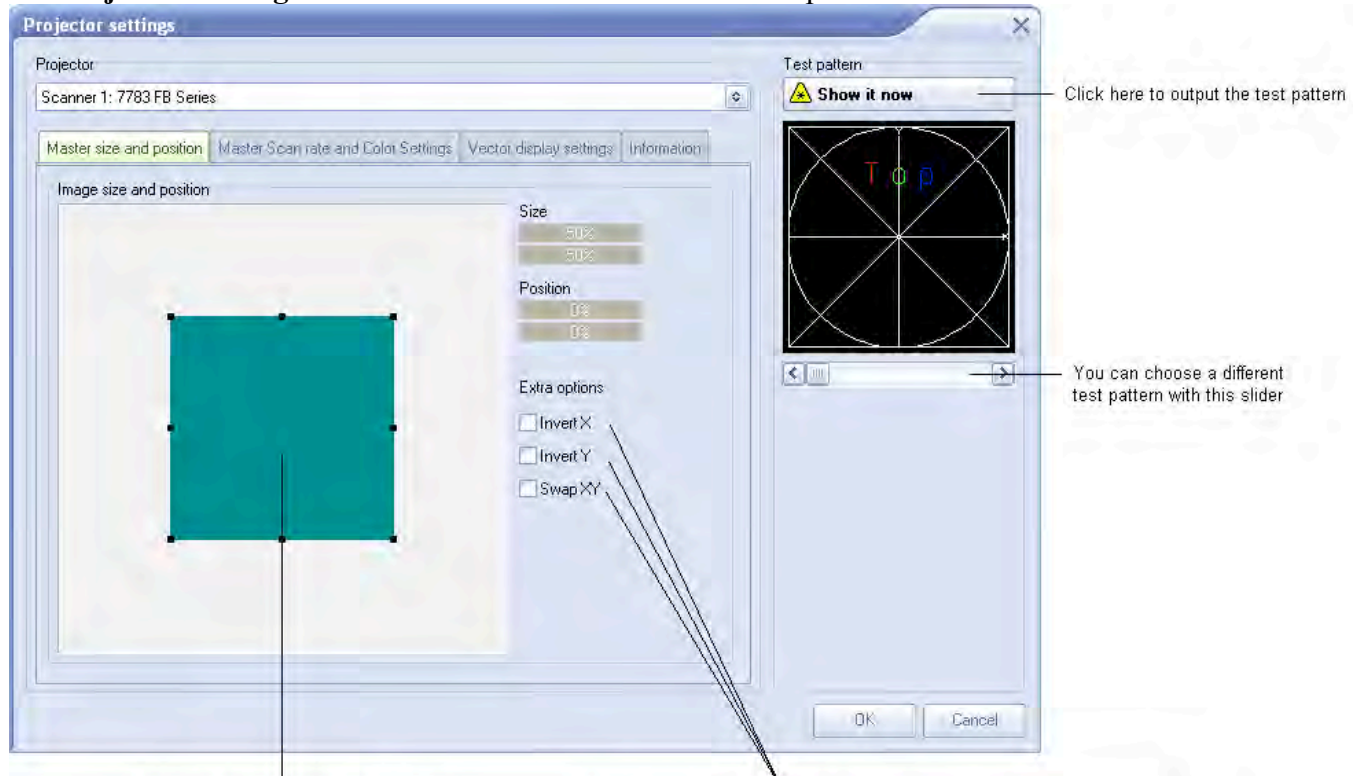 Projector settings
Projector
Scanner 1: 7783 FB Series
Master size and position
Master Scan rate and Color Settings
Vector display settings
Information
Image size and position
Size
50%
50%
Position
0%
0%
Extra options
Invert X
Invert Y
Swap XY
Test pattern
Show it now
Top
Click here to output the test pattern
You can choose a different
test pattern with this slider
OK
Cancel